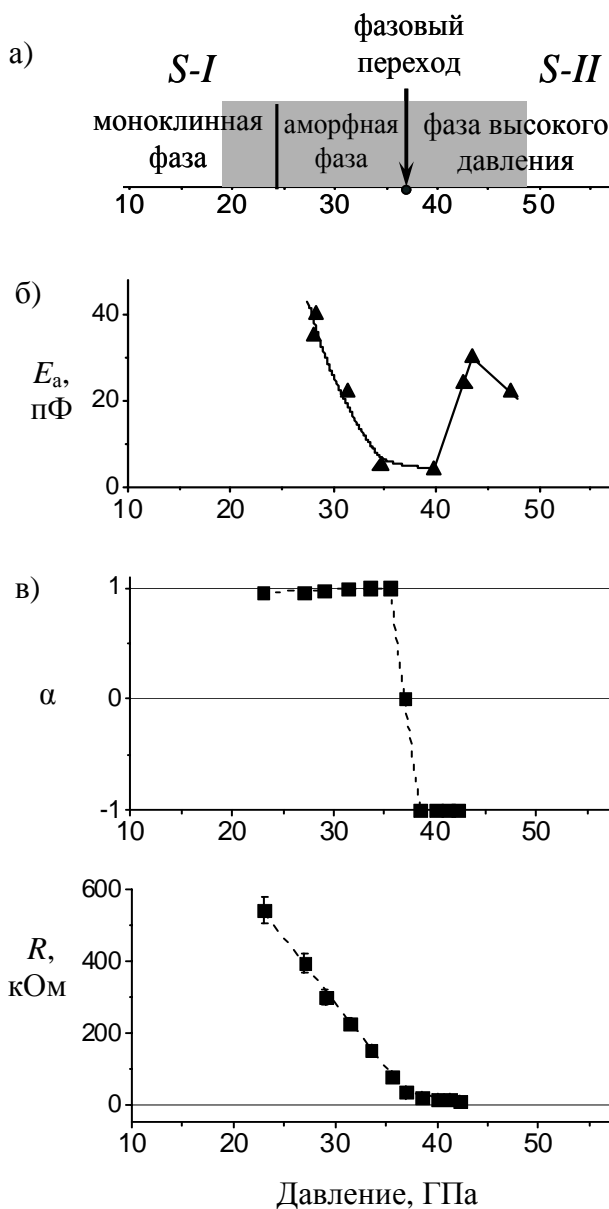 а)
S-I
фазовый
переход
S-II
моноклинная
фаза
аморфная
фаза
фаза высокого
давления
10 20 30 40 50
б)
40
Eа,
пФ
20
0
10 20 30 40 50
в)
1
α
0
-1
10 20 30 40 50
600
R,
кОм
400
200
0
10 20 30 40 50
Давление, ГПа